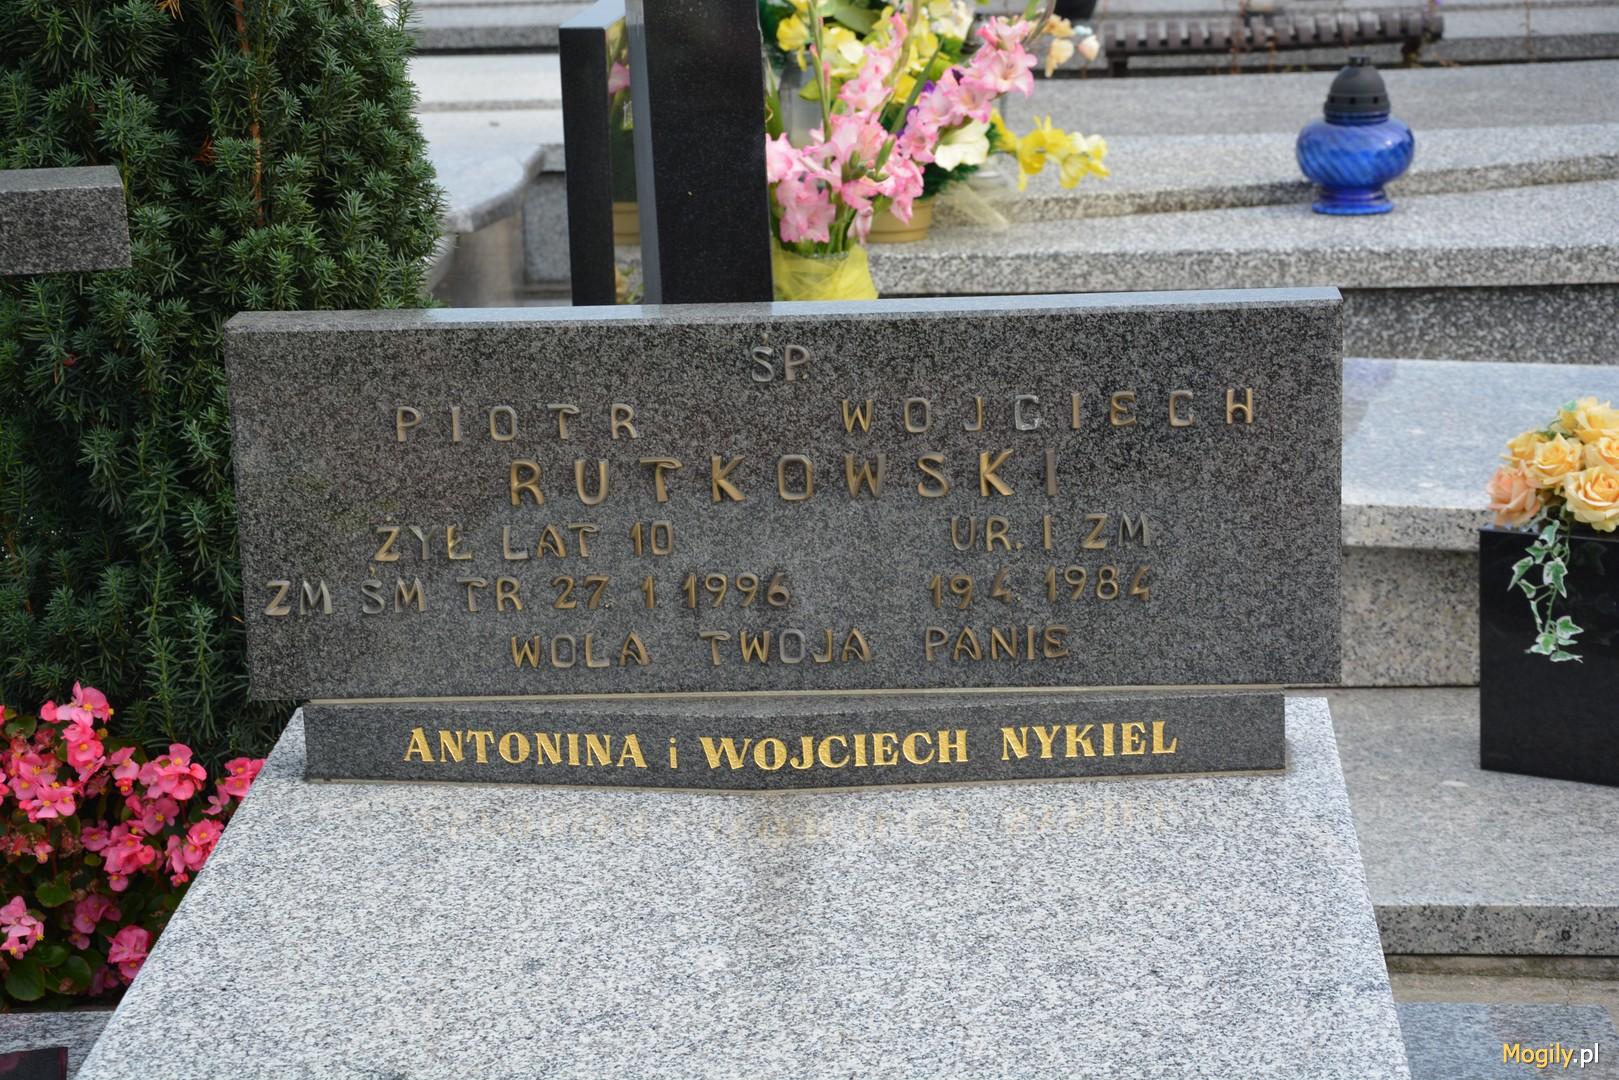 ŚP.
PIOTR WOJCIECH
RUTKOWSKI
ŻYŁ LAT 10 UR. I ZM
ZM ŚM TR 27. 1 1996 19 4. 1984
WOLA TWOJA PANIE
ANTONINA i WOJCIECH NYKIEL
Mogily.pl